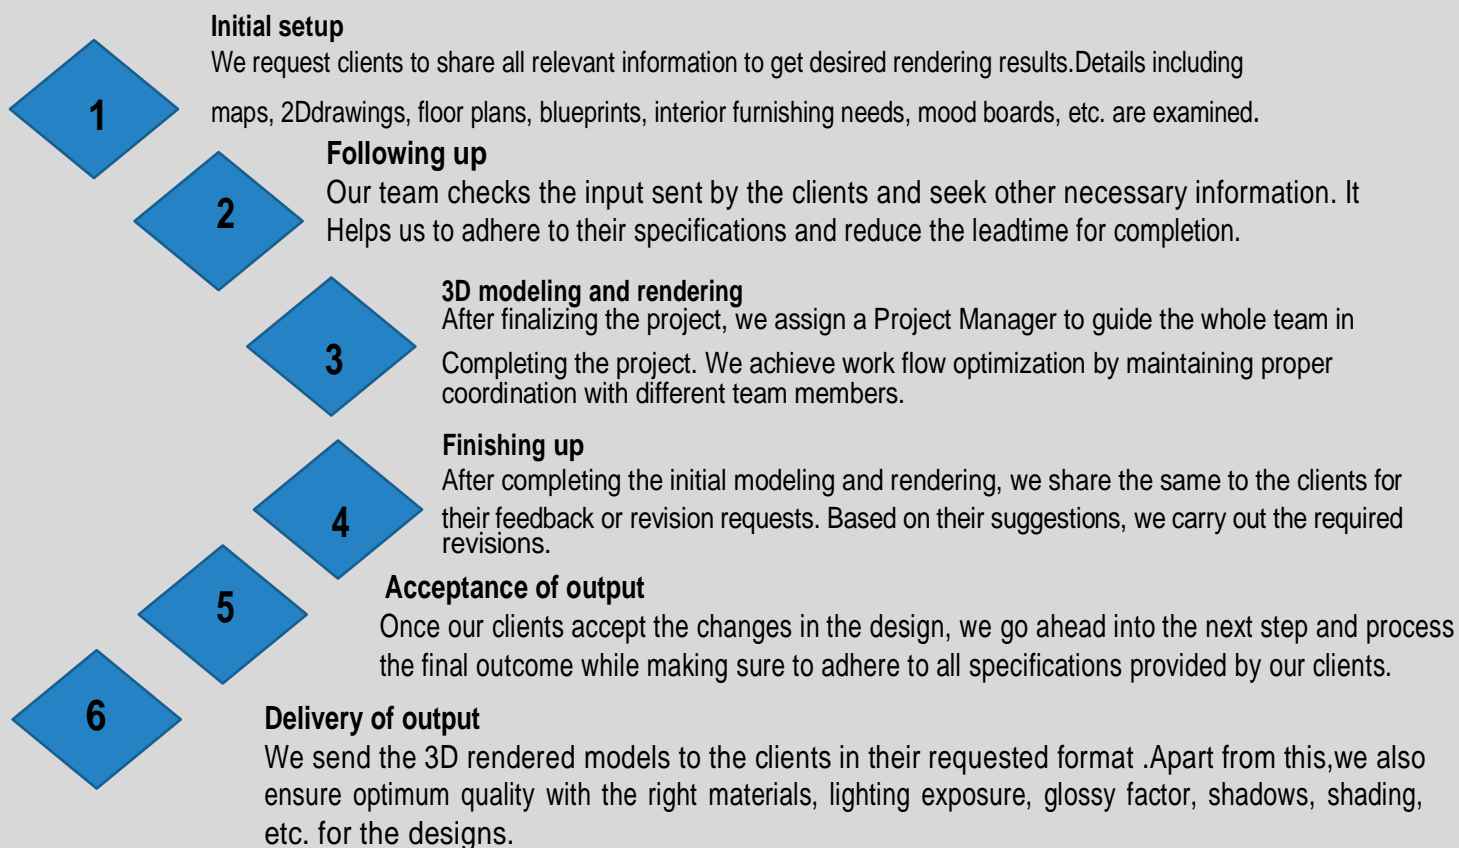 Initial setup
We request clients to share all relevant information to get desired rendering results.Details including
1
maps, 2Ddrawings, floor plans, blueprints, interior furnishing needs, mood boards, etc. are examined.
Following up
Our team checks the input sent by the clients and seek other necessary information. It
2
Helps us to adhere to their specifications and reduce the leadtime for completion.
3D modeling and rendering
After finalizing the project, we assign a Project Manager to guide the whole team in
3
Completing the project. We achieve work flow optimization by maintaining proper
coordination with different team members.
Finishing up
After completing the initial modeling and rendering, we share the same to the clients for
4
their feedback or revision requests. Based on their suggestions, we carry out the required
revisions.
Acceptance of output
5
Once our clients accept the changes in the design, we go ahead into the next step and process
the final outcome while making sure to adhere to all specifications provided by our clients.
6
Delivery of output
We send the 3D rendered models to the clients in their requested format .Apart from this,we also
ensure optimum quality with the right materials, lighting exposure, glossy factor, shadows, shading,
etc. for the designs.